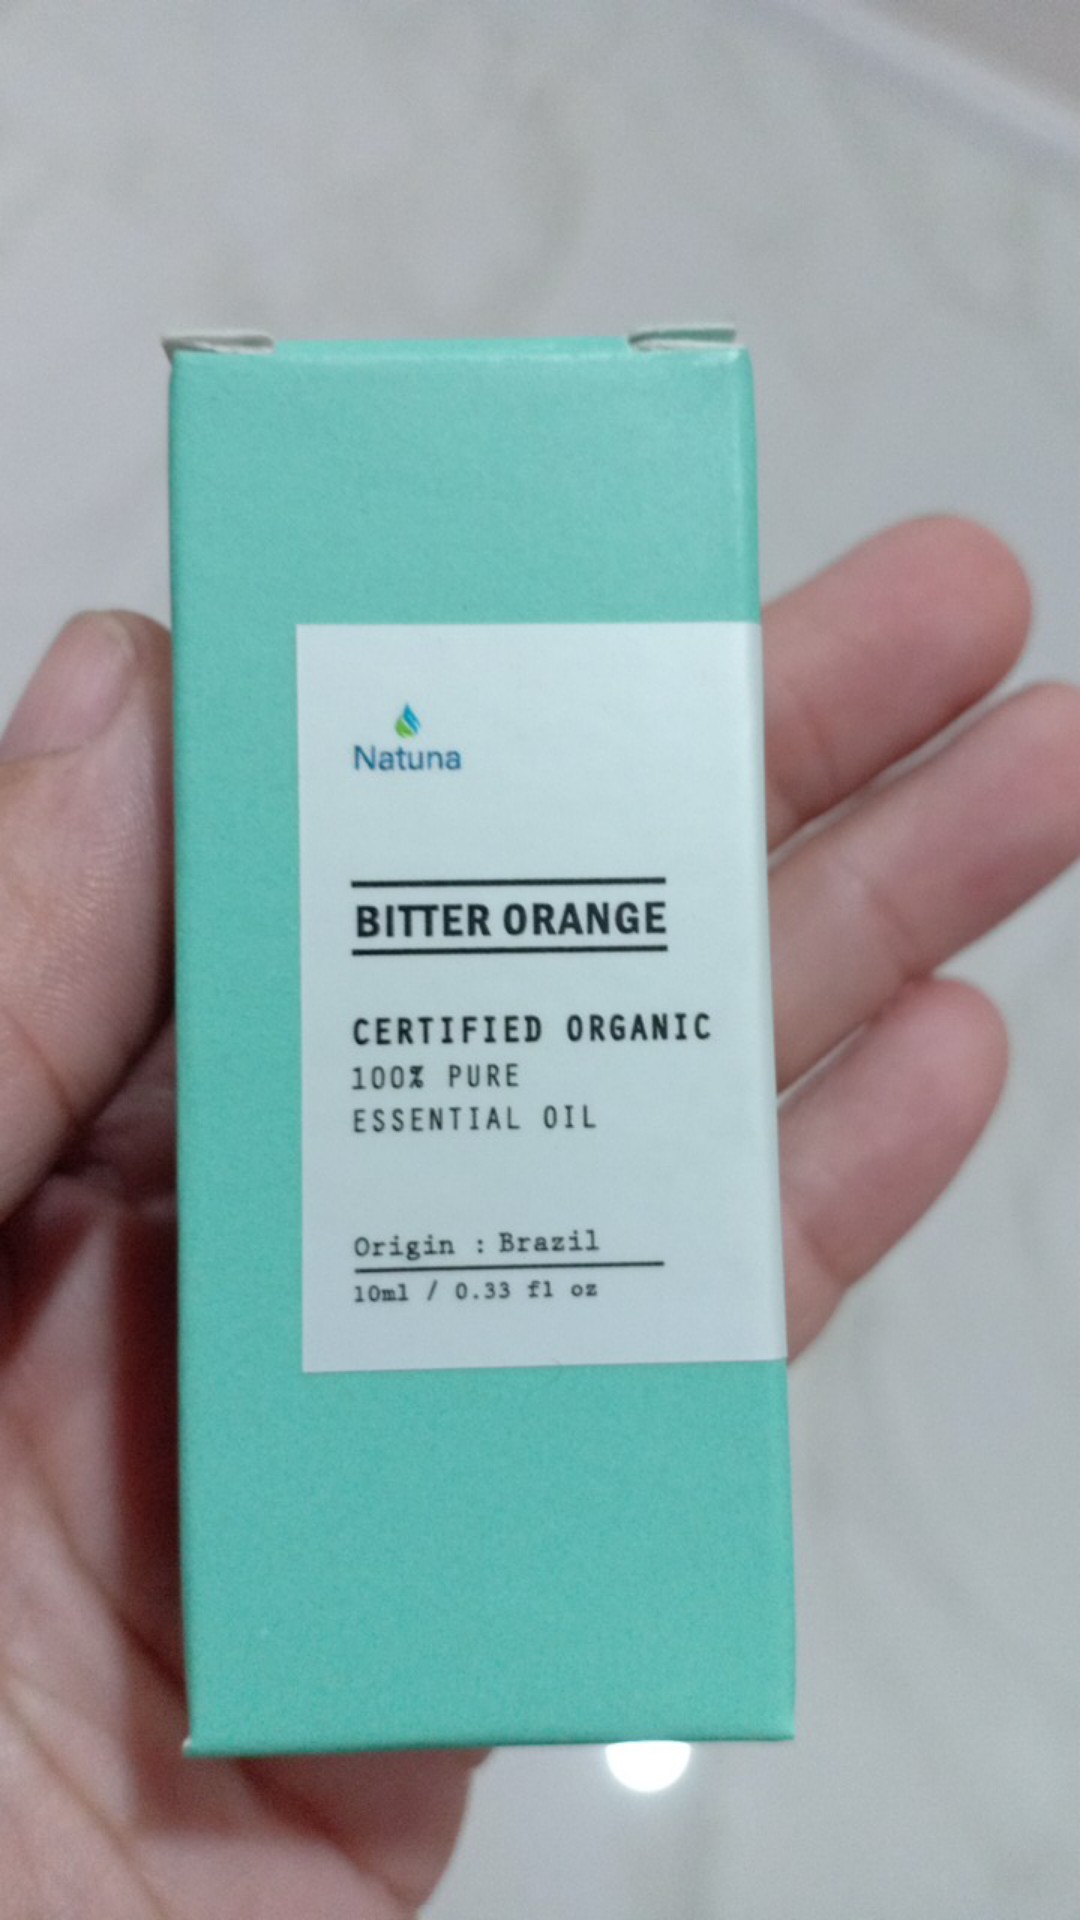 Natuna
BITTER ORANGE
CERTIFIED ORGANIC
100% PURE
ESSENTIAL OIL
Origin : Brazil
10ml / 0.33 fl oz